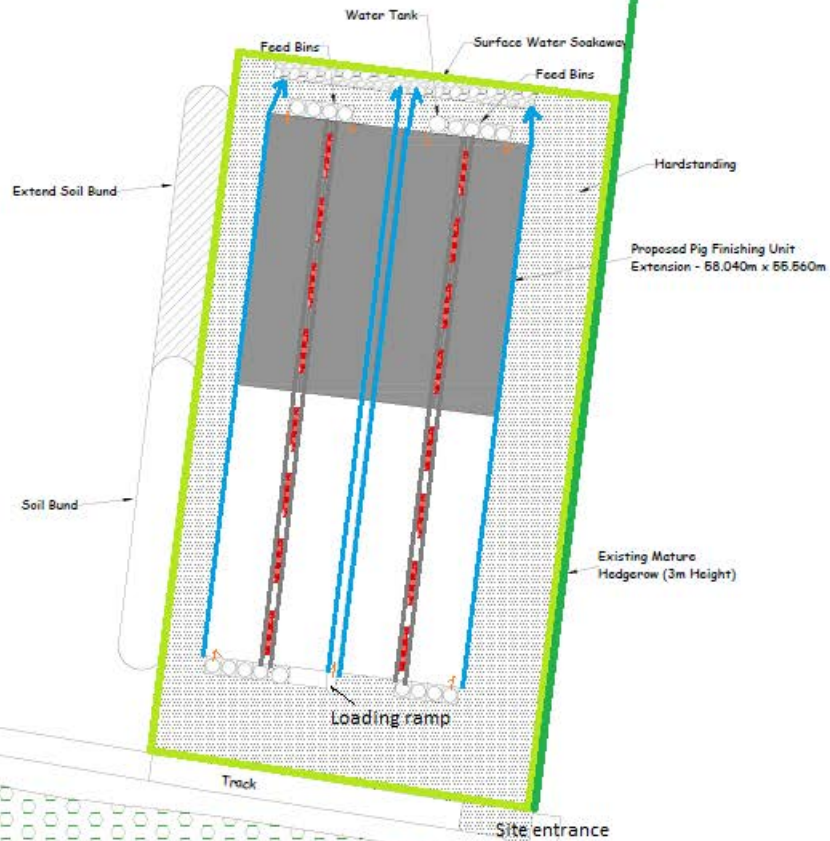 Water Tank
Surface Water Soakaway
Feed Bins
Feed Bins
Hardstanding
Extend Soil Bund
Proposed Pig Finishing Unit
Extension - 58.040m x 55.560m
Soil Bund
Existing Mature
Hedgerow (3m Height)
Loading ramp
Track
Site entrance